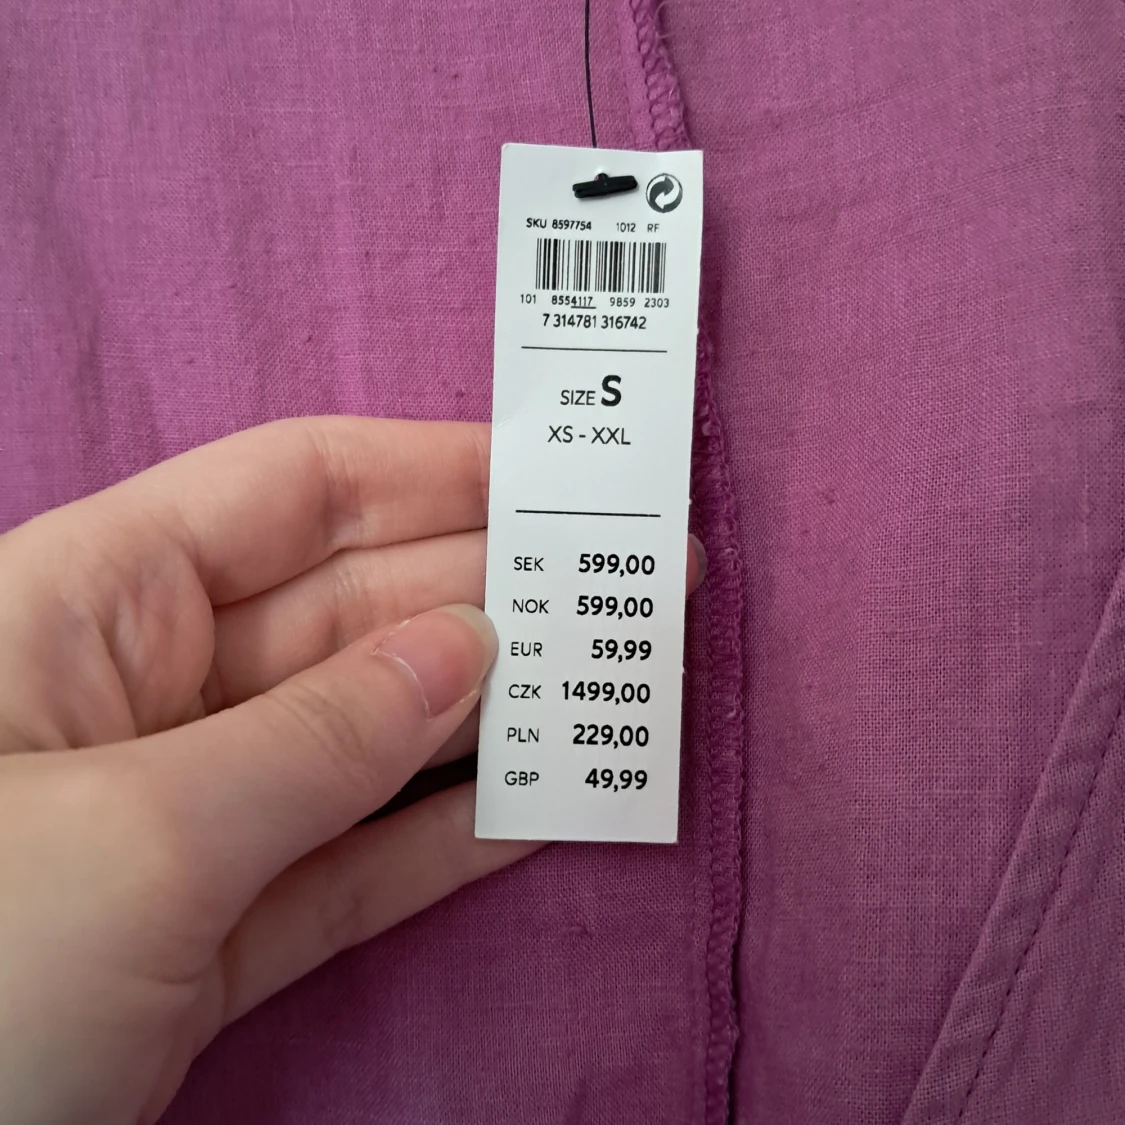 SKU 8597754 1012 RF
101 8554117 9859 2303
7 314781 316742
SIZE S
XS - XXL
SEK 599,00
NOK 599,00
EUR 59,99
CZK 1499,00
PLN 229,00
GBP 49,99